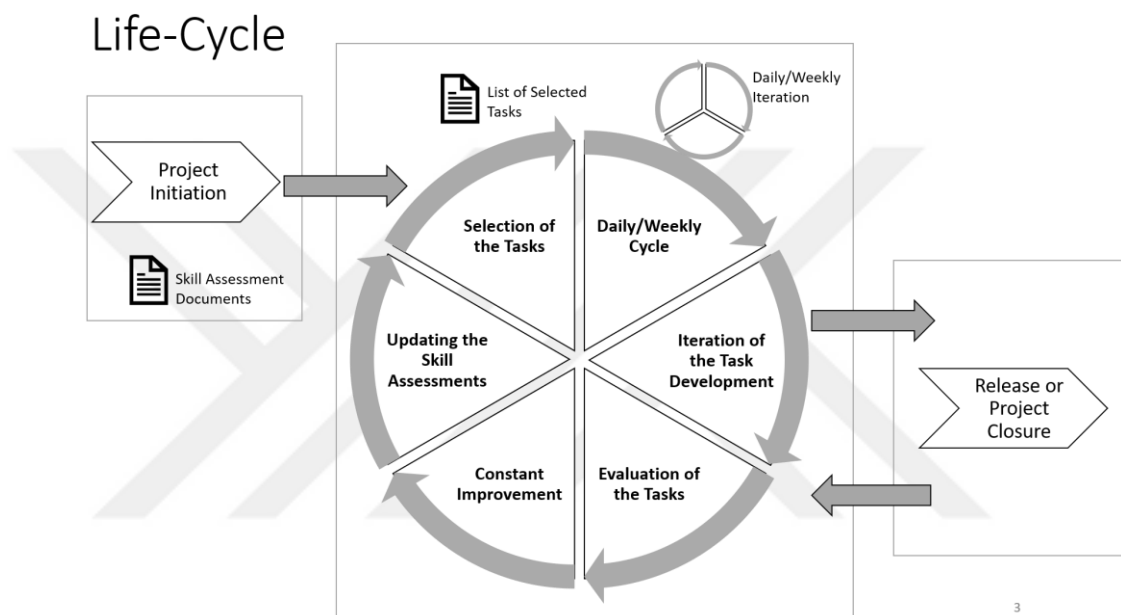 Life-Cycle
Project
Initiation
Skill Assessment
Documents
List of Selected
Tasks
Daily/Weekly
Iteration
Selection of
the Tasks
Daily/Weekly
Cycle
Updating the
Skill
Assessments
Iteration of
the Task
Development
Constant
Improvement
Evaluation of
the Tasks
Release or
Project
Closure
3